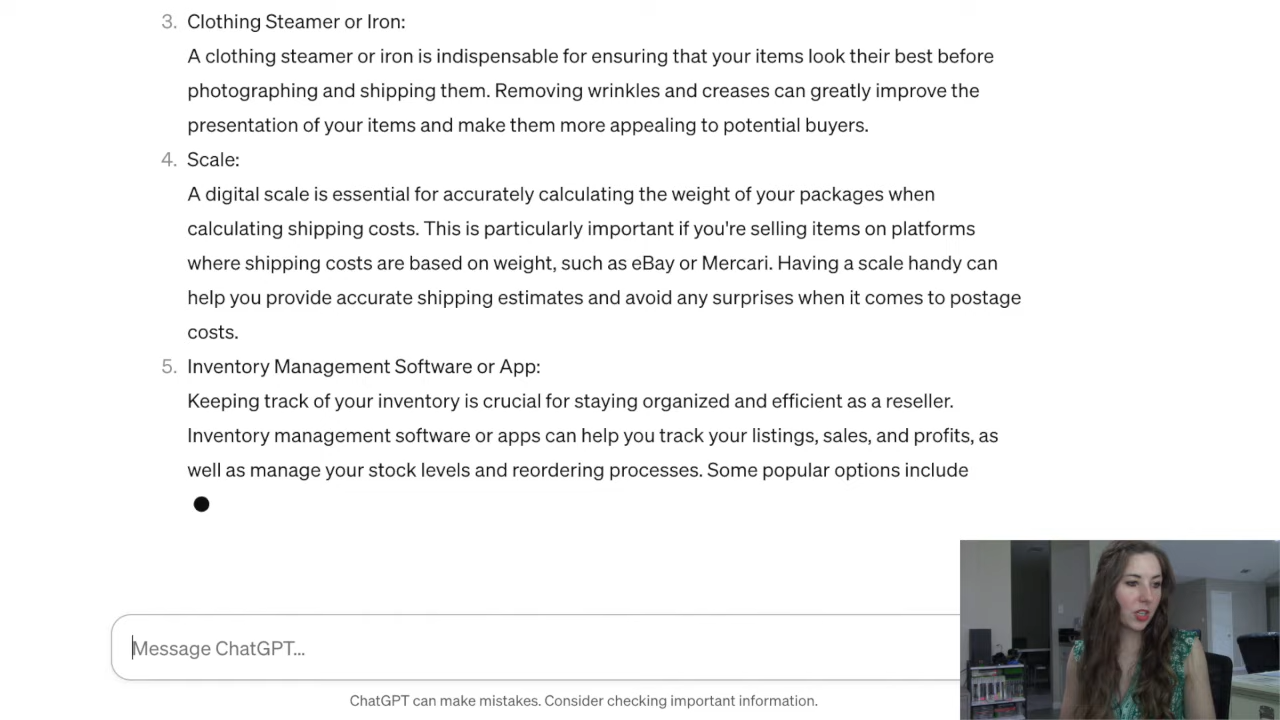 3. Clothing Steamer or Iron:
A clothing steamer or iron is indispensable for ensuring that your items look their best before
photographing and shipping them. Removing wrinkles and creases can greatly improve the
presentation of your items and make them more appealing to potential buyers.
4. Scale:
A digital scale is essential for accurately calculating the weight of your packages when
calculating shipping costs. This is particularly important if you're selling items on platforms
where shipping costs are based on weight, such as eBay or Mercari. Having a scale handy can
help you provide accurate shipping estimates and avoid any surprises when it comes to postage
costs.
5. Inventory Management Software or App:
Keeping track of your inventory is crucial for staying organized and efficient as a reseller.
Inventory management software or apps can help you track your listings, sales, and profits, as
well as manage your stock levels and reordering processes. Some popular options include
Message ChatGPT...
ChatGPT can make mistakes. Consider checking important information.